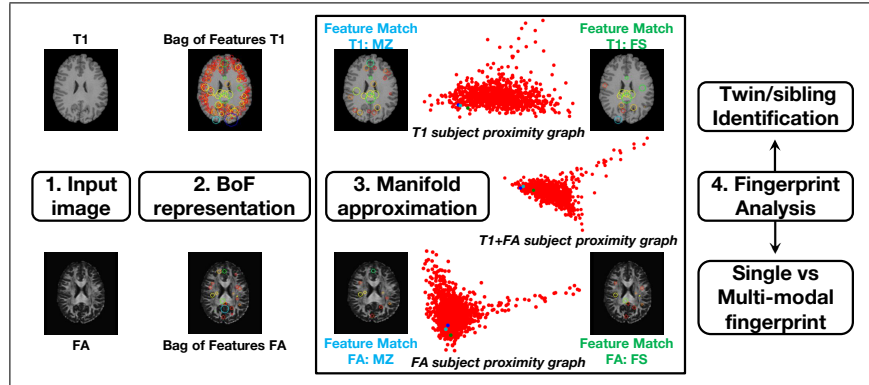 T1
Bag of Features T1
Feature Match
T1: MZ
Feature Match
T1: FS
T1 subject proximity graph
Twin/sibling
Identification
1. Input
image
2. BoF
representation
3. Manifold
approximation
T1+FA subject proximity graph
4. Fingerprint
Analysis
FA
Bag of Features FA
Feature Match
FA: MZ
FA subject proximity graph
Feature Match
FA: FS
Single vs
Multi-modal
fingerprint